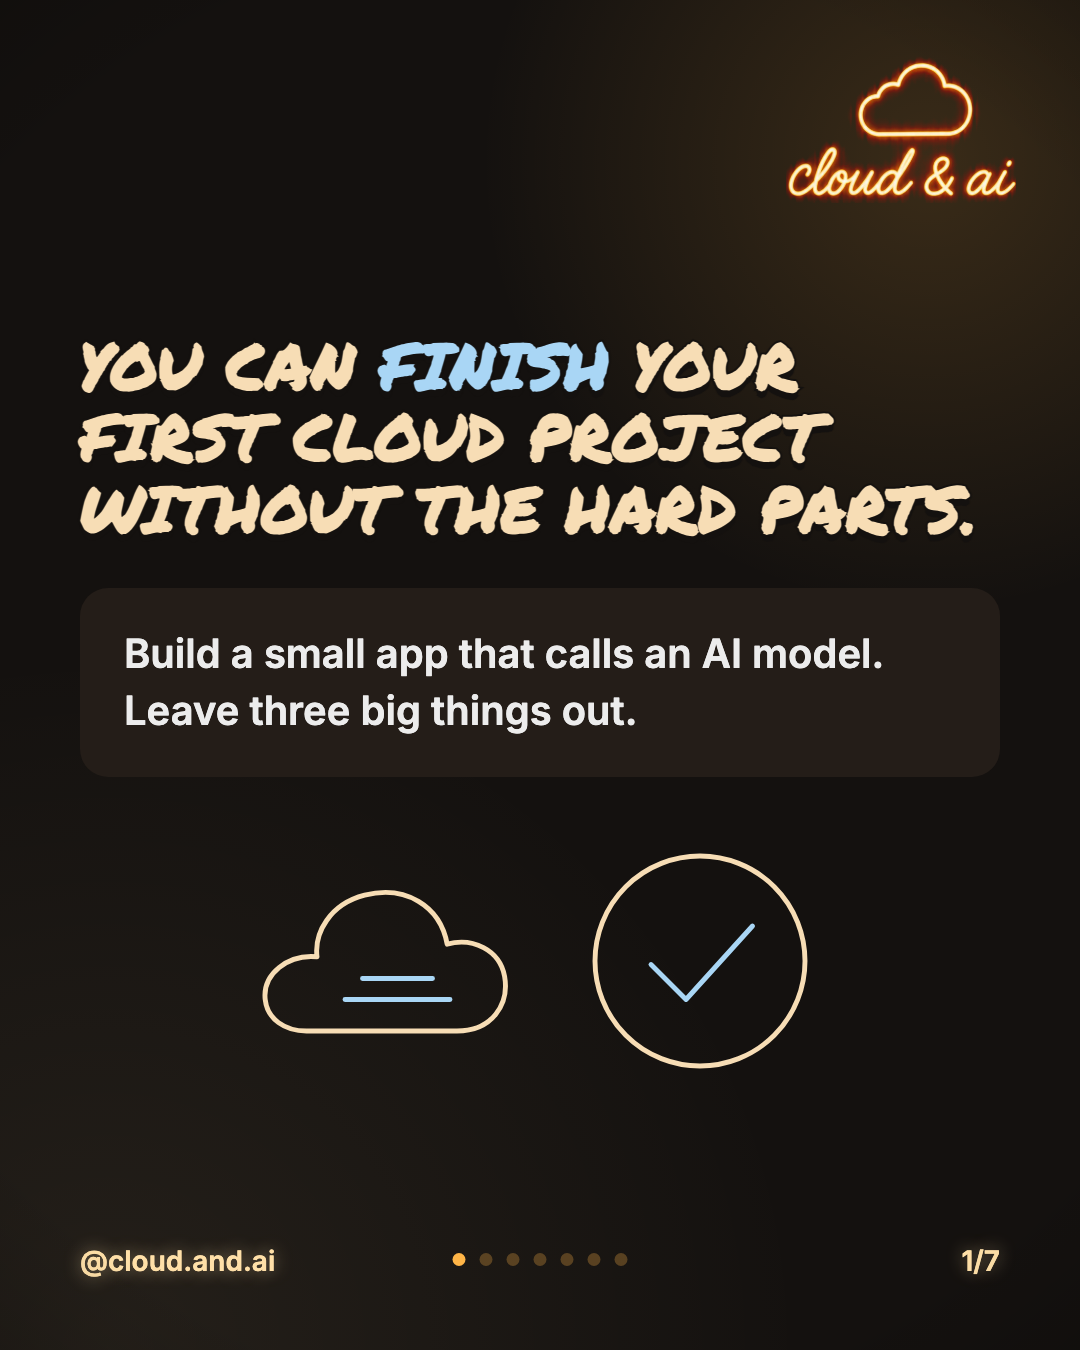 cloud & ai
YOU CAN FINISH YOUR
FIRST CLOUD PROJECT
WITHOUT THE HARD PARTS.
Build a small app that calls an AI model.
Leave three big things out.
@cloud.and.ai
1/7